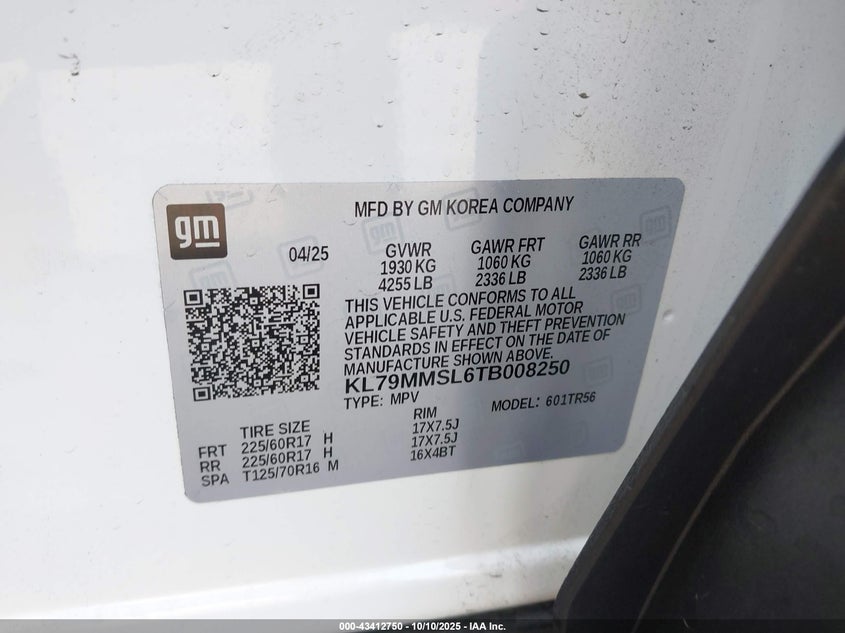 gm
MFD BY GM KOREA COMPANY
04/25
GVWR
1930 KG
4255 LB
GAWR FRT
1060 KG
2336 LB
GAWR RR
1060 KG
2336 LB
THIS VEHICLE CONFORMS TO ALL
APPLICABLE U.S. FEDERAL MOTOR
VEHICLE SAFETY AND THEFT PREVENTION
STANDARDS IN EFFECT ON THE DATE OF
MANUFACTURE SHOWN ABOVE.
KL79MMSL6TB008250
TYPE: MPV MODEL: 601TR56
TIRE SIZE RIM
FRT 225/60R17 H 17X7.5J
RR 225/60R17 H 17X7.5J
SPA T125/70R16 M 16X4BT
000-43412750 - 10/10/2025 - IAA Inc.